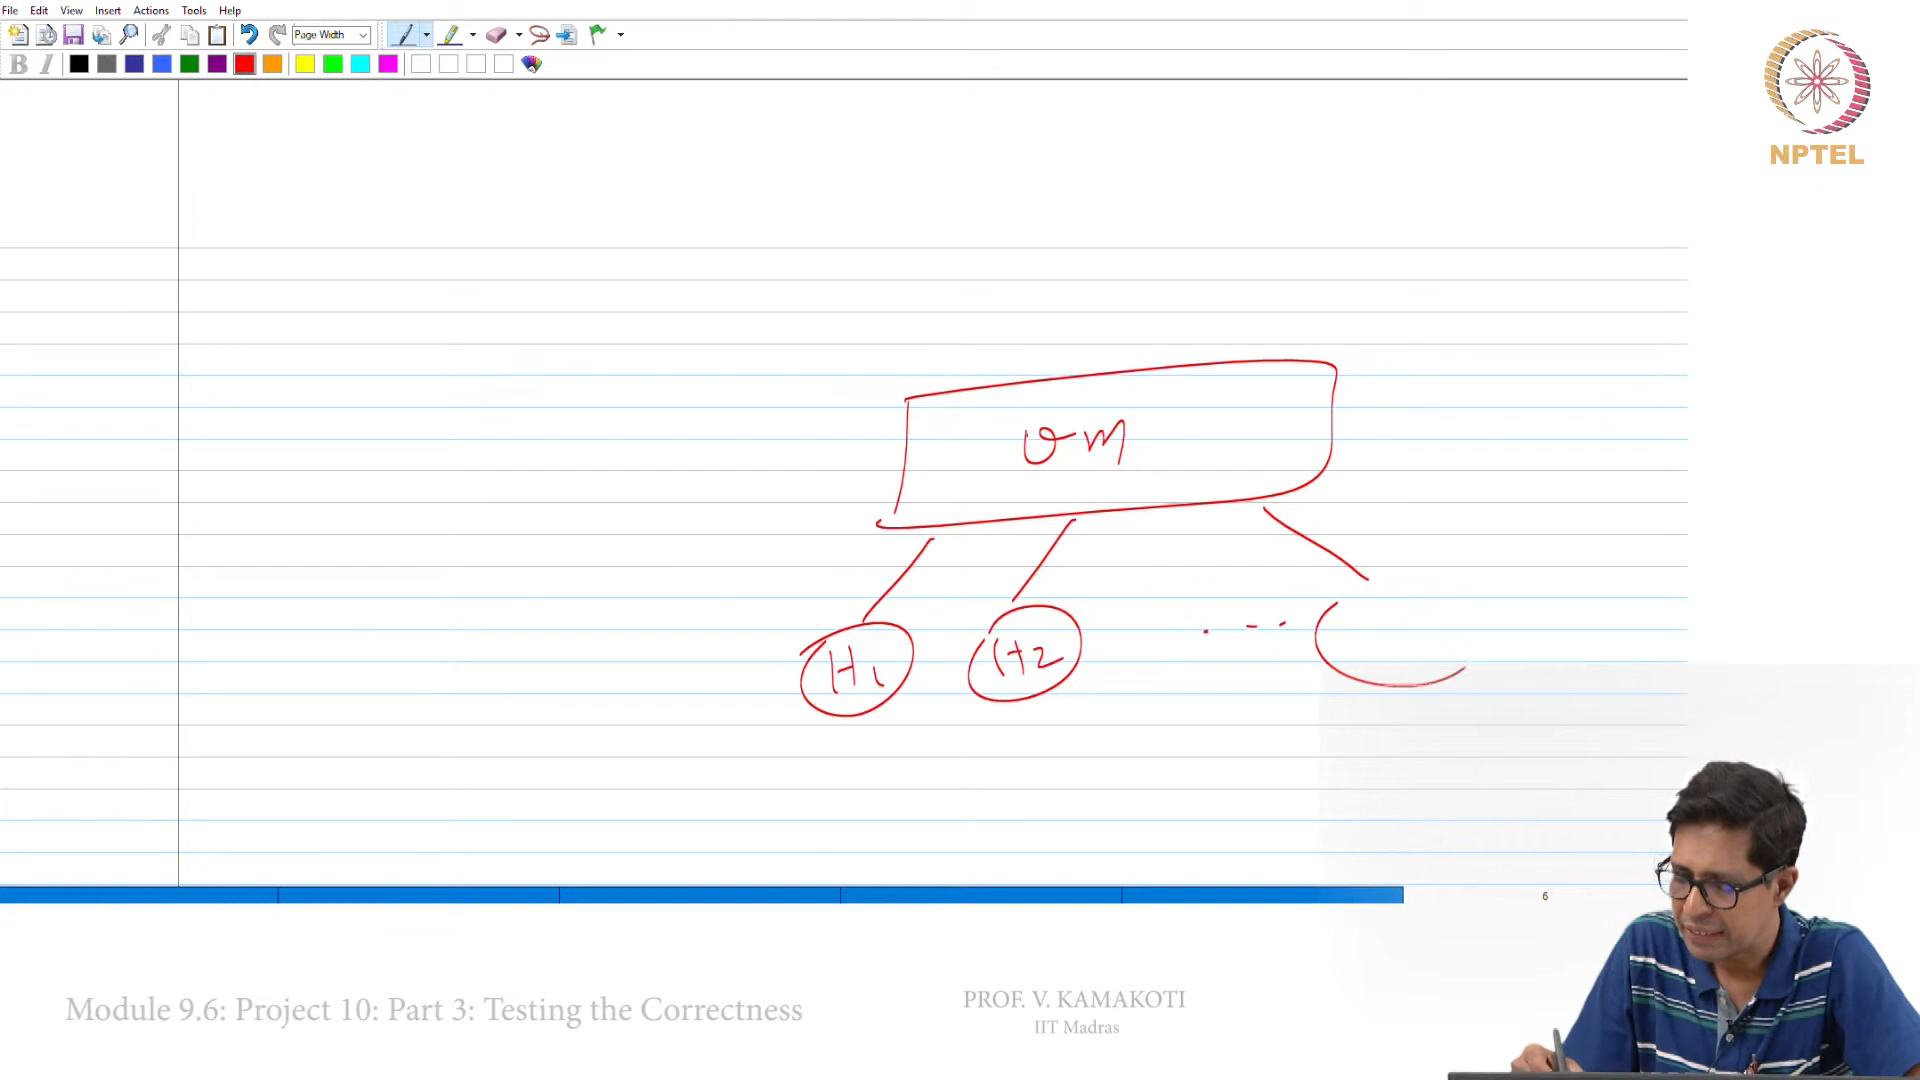 File Edit View Insert Actions Tools Help
Page Width
B I
NPTEL
vm
H1 H2 ...
6
Module 9.6: Project 10: Part 3: Testing the Correctness
PROF. V. KAMAKOTI
IIT Madras